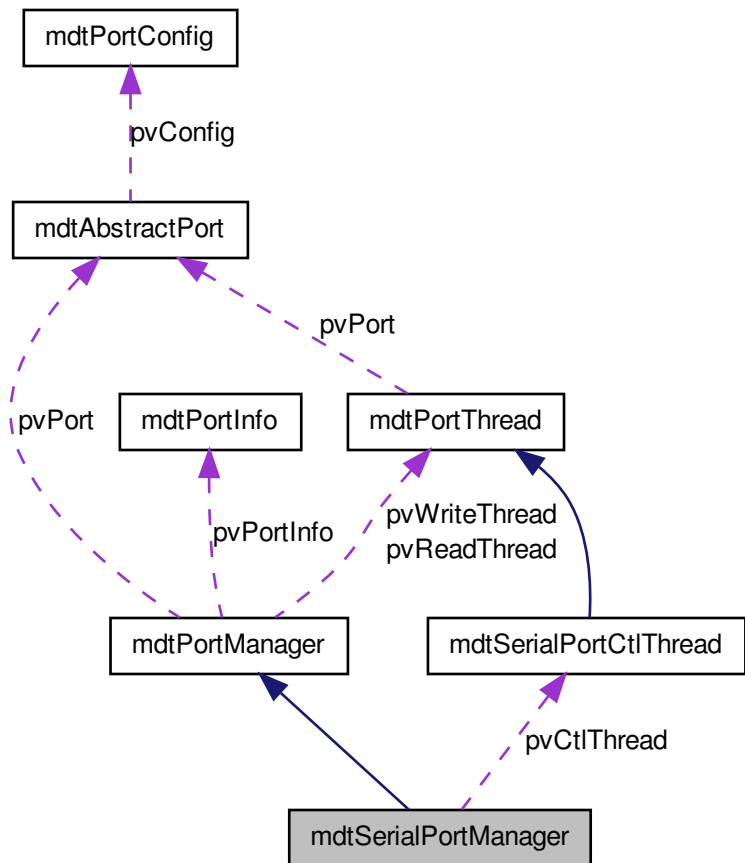 mdtPortConfig
pvConfig
mdtAbstractPort
pvPort
pvPort
mdtPortInfo
mdtPortThread
pvPortInfo
pvWriteThread
pvReadThread
mdtPortManager
mdtSerialPortCtlThread
pvCtlThread
mdtSerialPortManager